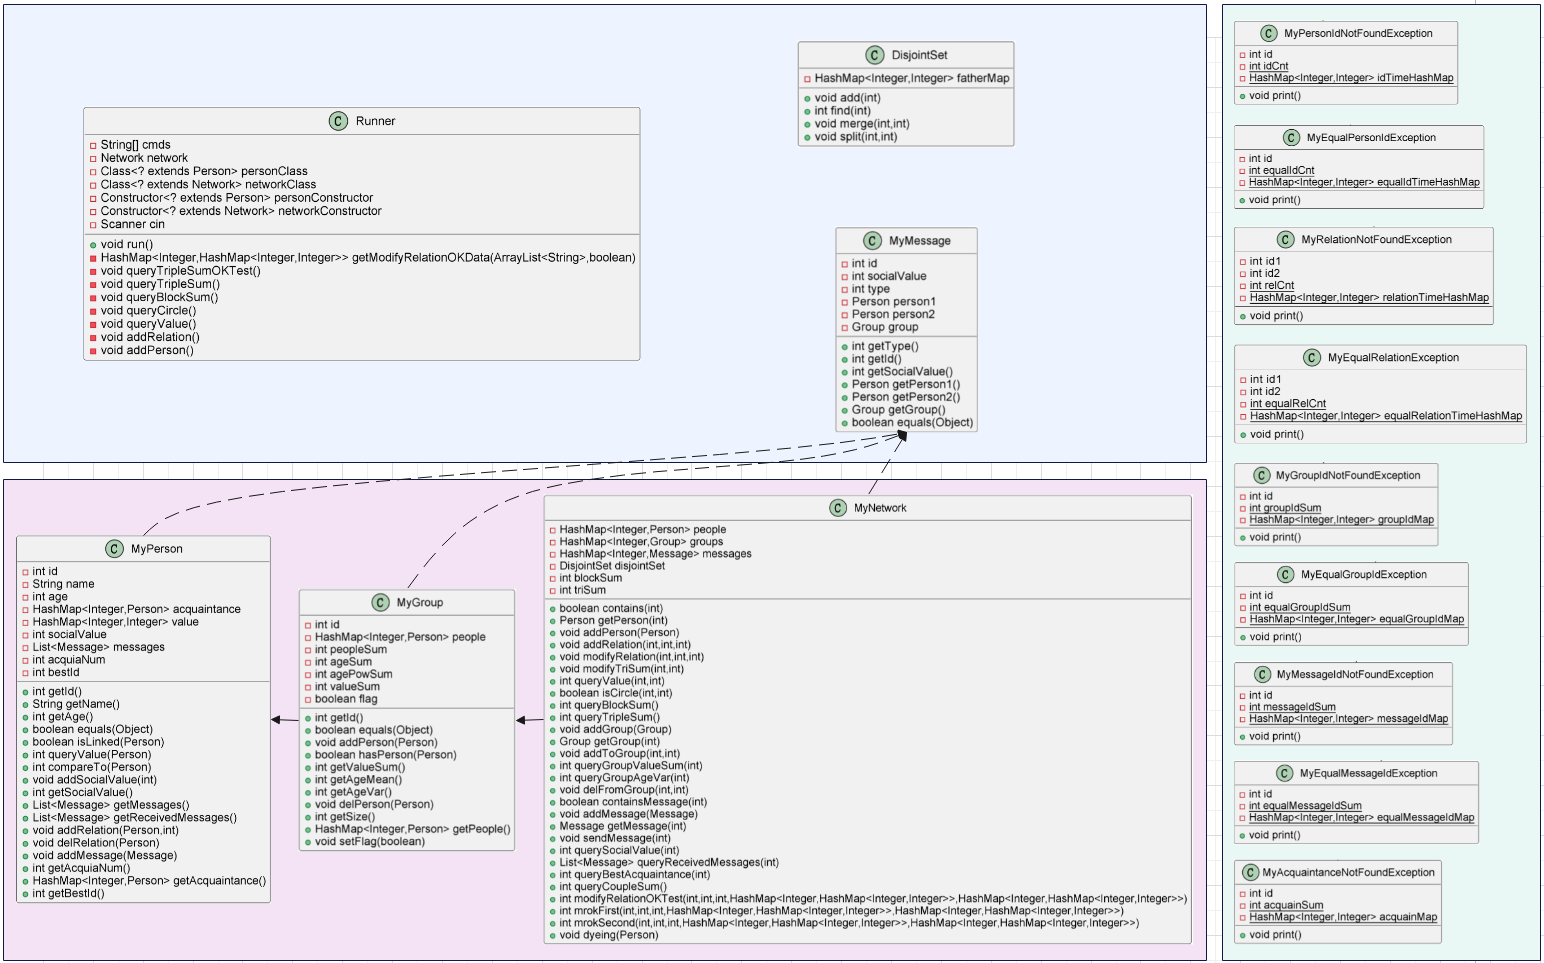 C Runner
String[] cmds
Network network
Class<? extends Person> personClass
Class<? extends Network> networkClass
Constructor<? extends Person> personConstructor
Constructor<? extends Network> networkConstructor
Scanner cin
void run()
HashMap<Integer,HashMap<Integer,Integer>> getModifyRelationOKData(ArrayList<String>,boolean)
void queryTripleSumOKTest()
void queryTripleSum()
void queryBlockSum()
void queryCircle()
void queryValue()
void addRelation()
void addPerson()
C DisjointSet
HashMap<Integer,Integer> fatherMap
void add(int)
int find(int)
void merge(int,int)
void split(int,int)
C MyMessage
int id
int socialValue
int type
Person person1
Person person2
Group group
int getType()
int getId()
int getSocialValue()
Person getPerson1()
Person getPerson2()
Group getGroup()
boolean equals(Object)
C MyPerson
int id
String name
int age
HashMap<Integer,Person> acquaintance
HashMap<Integer,Integer> value
int socialValue
List<Message> messages
int acquiaNum
int bestId
int getId()
String getName()
int getAge()
boolean equals(Object)
boolean isLinked(Person)
int queryValue(Person)
int compareTo(Person)
void addSocialValue(int)
int getSocialValue()
List<Message> getMessages()
List<Message> getReceivedMessages()
void addRelation(Person,int)
void delRelation(Person)
void addMessage(Message)
int getAcquiaNum()
HashMap<Integer,Person> getAcquaintance()
int getBestId()
C MyGroup
int id
HashMap<Integer,Person> people
int peopleSum
int ageSum
int agePowSum
int valueSum
boolean flag
int getId()
boolean equals(Object)
void addPerson(Person)
boolean hasPerson(Person)
int getValueSum()
int getAgeMean()
int getAgeVar()
void delPerson(Person)
int getSize()
HashMap<Integer,Person> getPeople()
void setFlag(boolean)
C MyNetwork
HashMap<Integer,Person> people
HashMap<Integer,Group> groups
HashMap<Integer,Message> messages
DisjointSet disjointSet
int blockSum
int triSum
boolean contains(int)
Person getPerson(int)
void addPerson(Person)
void addRelation(int,int,int)
void modifyRelation(int,int,int)
void modifyTriSum(int,int)
int queryValue(int,int)
boolean isCircle(int,int)
int queryBlockSum()
int queryTripleSum()
void addGroup(Group)
Group getGroup(int)
void addToGroup(int,int)
int queryGroupValueSum(int)
int queryGroupAgeVar(int)
void delFromGroup(int,int)
boolean containsMessage(int)
void addMessage(Message)
Message getMessage(int)
void sendMessage(int)
int querySocialValue(int)
List<Message> queryReceivedMessages(int)
int queryBestAcquaintance(int)
int queryCoupleSum()
int modifyRelationOKTest(int,int,int,HashMap<Integer,HashMap<Integer,Integer>>,HashMap<Integer,HashMap<Integer,Integer>>)
int mrokFirst(int,int,int,HashMap<Integer,HashMap<Integer,Integer>>,HashMap<Integer,HashMap<Integer,Integer>>)
int mrokSecond(int,int,int,HashMap<Integer,HashMap<Integer,Integer>>,HashMap<Integer,HashMap<Integer,Integer>>)
void dyeing(Person)
C MyPersonIdNotFoundException
int id
int idCnt
HashMap<Integer,Integer> idTimeHashMap
void print()
C MyEqualPersonIdException
int id
int equalIdCnt
HashMap<Integer,Integer> equalIdTimeHashMap
void print()
C MyRelationNotFoundException
int id1
int id2
int relCnt
HashMap<Integer,Integer> relationTimeHashMap
void print()
C MyEqualRelationException
int id1
int id2
int equalRelCnt
HashMap<Integer,Integer> equalRelationTimeHashMap
void print()
C MyGroupIdNotFoundException
int id
int groupIdSum
HashMap<Integer,Integer> groupIdMap
void print()
C MyEqualGroupIdException
int id
int equalGroupIdSum
HashMap<Integer,Integer> equalGroupIdMap
void print()
C MyMessageIdNotFoundException
int id
int messageIdSum
HashMap<Integer,Integer> messageIdMap
void print()
C MyEqualMessageIdException
int id
int equalMessageIdSum
HashMap<Integer,Integer> equalMessageIdMap
void print()
C MyAcquaintanceNotFoundException
int id
int acquainSum
HashMap<Integer,Integer> acquainMap
void print()